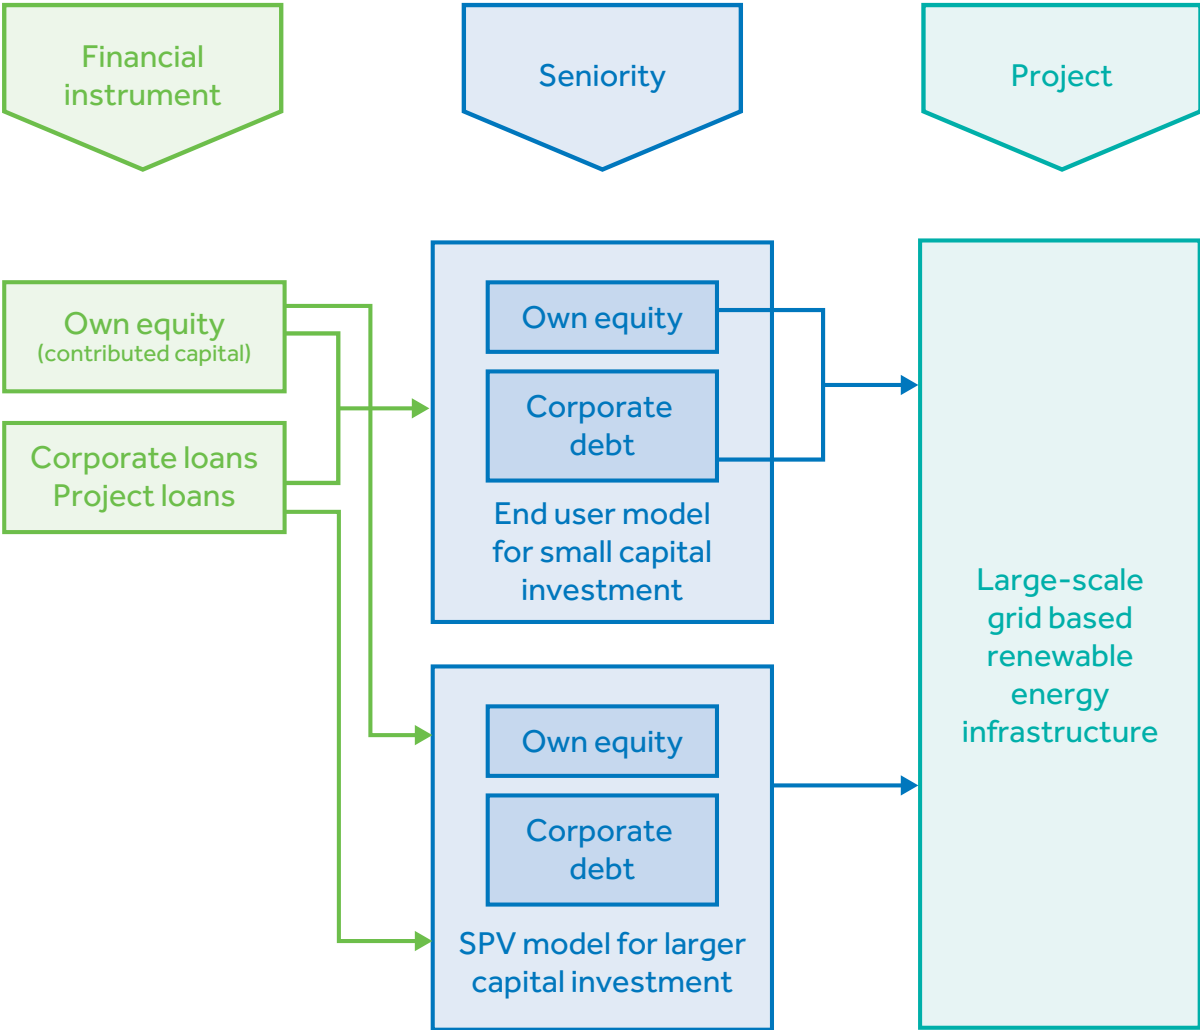 Financial
instrument
Seniority
Project
Own equity
(contributed capital)
Corporate loans
Project loans
Own equity
Corporate
debt
End user model
for small capital
investment
Own equity
Corporate
debt
SPV model for larger
capital investment
Large-scale
grid based
renewable
energy
infrastructure